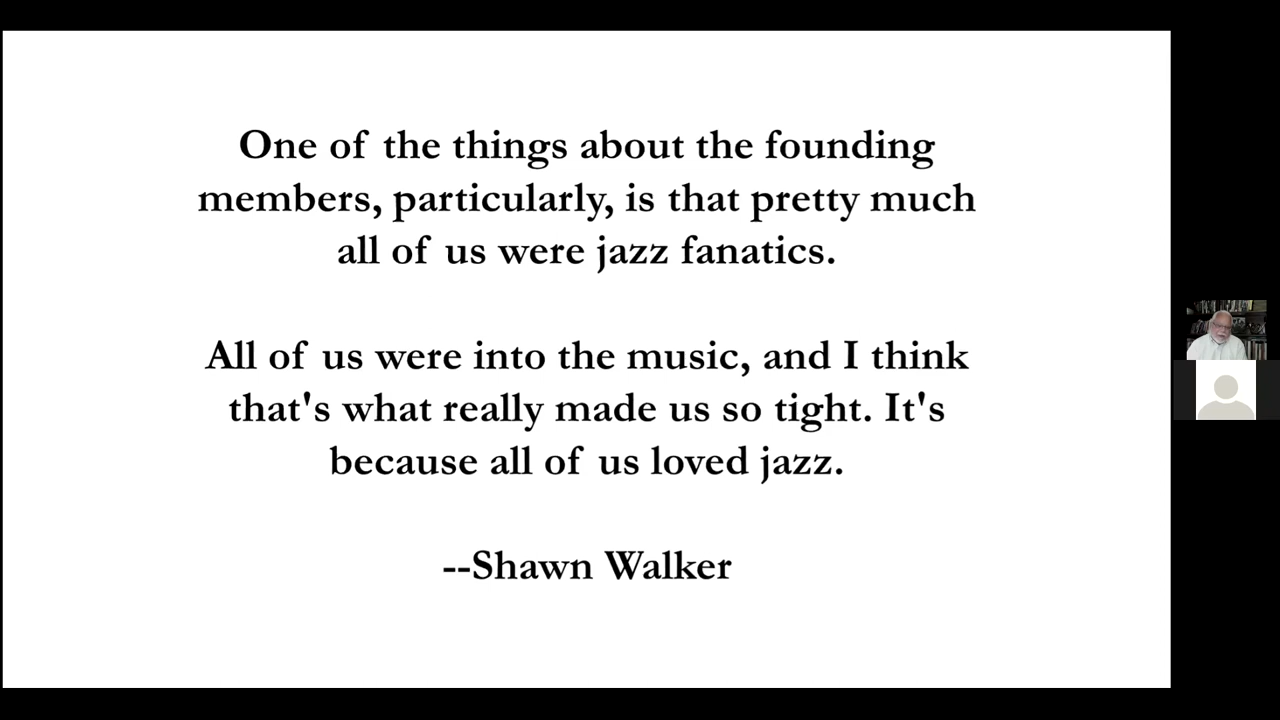 One of the things about the founding
members, particularly, is that pretty much
all of us were jazz fanatics.
All of us were into the music, and I think
that's what really made us so tight. It's
because all of us loved jazz.
--Shawn Walker